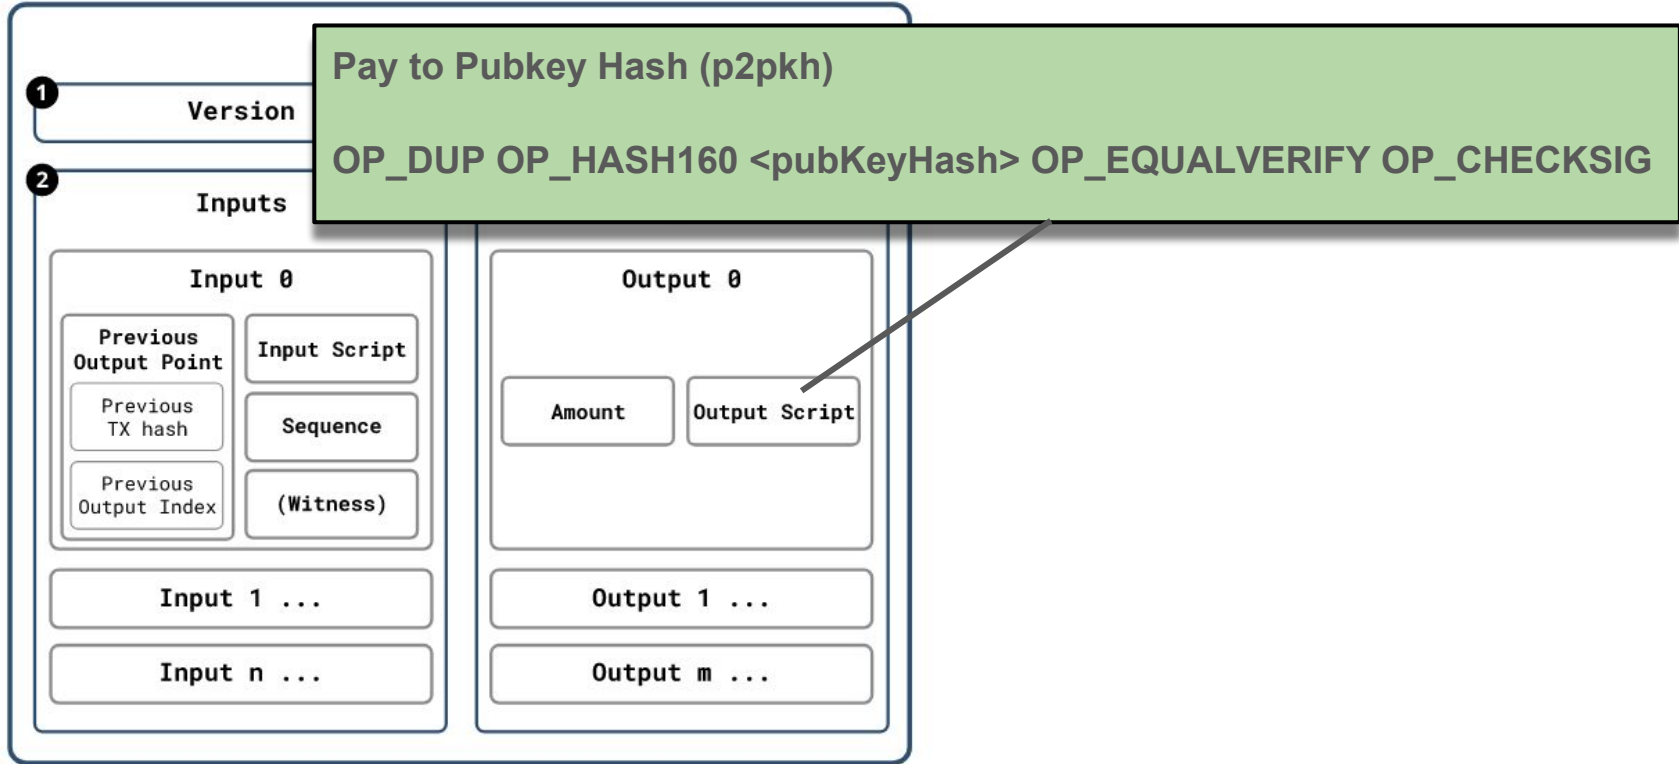 Pay to Pubkey Hash (p2pkh)
OP_DUP OP_HASH160 <pubKeyHash> OP_EQUALVERIFY OP_CHECKSIG
1
Version
2
Inputs
Input 0
Previous
Output Point
Previous
TX hash
Previous
Output Index
Input Script
Sequence
(Witness)
Input 1 ...
Input n ...
Output 0
Amount
Output Script
Output 1 ...
Output m ...